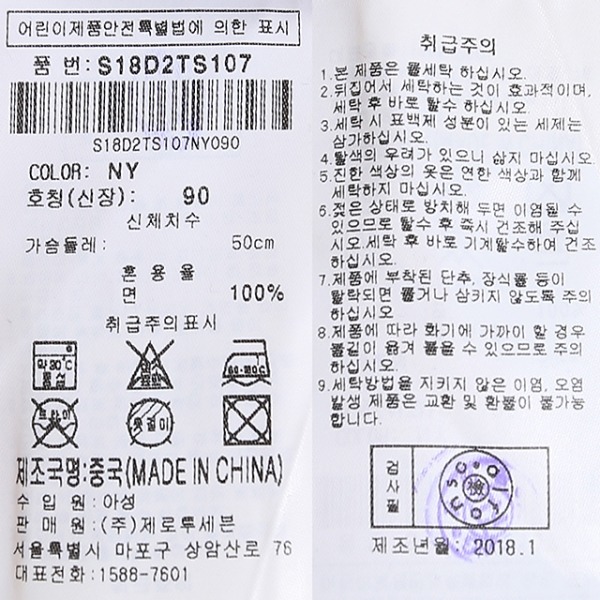 어린이제품안전특별법에 의한 표시
품 번: S18D2TS107
S18D2TS107NY090
COLOR: NY
호칭(신장): 90
신체치수
가슴둘레: 50cm
혼용율
면 100%
취급주의표시
약30℃
중성
드라이
옷걸이
제조국명:중국(MADE IN CHINA)
수 입 원:아성
판 매 원:(주)제로투세븐
서울특별시 마포구 상암산로 76
대표전화:1588-7601
취급주의
1.본 제품은 물세탁 하십시오.
2.뒤집어서 세탁하는 것이 효과적이며,
세탁 후 바로 탈수 하십시오.
3.세탁 시 표백제 성분이 있는 세제는
삼가하십시오.
4.탈색의 우려가 있으니 삶지 마십시오.
5.진한 색상의 옷은 연한 색상과 함께
세탁하지 마십시오.
6.젖은 상태로 방치해 두면 이염될 수
있으므로 탈수 후 즉시 건조해 주십
시오.세탁 후 바로 기계탈수하여 건조
하십시오.
7.제품에 부착된 단추, 장식물 등이
탈락되면 물거나 삼키지 않도록 주의
하십시오
8.제품에 따라 화기에 가까이 할 경우
불길이 옮겨 붙을 수 있으므로 주의
하십시오.
9.세탁방법을 지키지 않은 이염, 오염
발생 제품은 교환 및 환불이 불가능
합니다.
검사필
제조년월: 2018.1